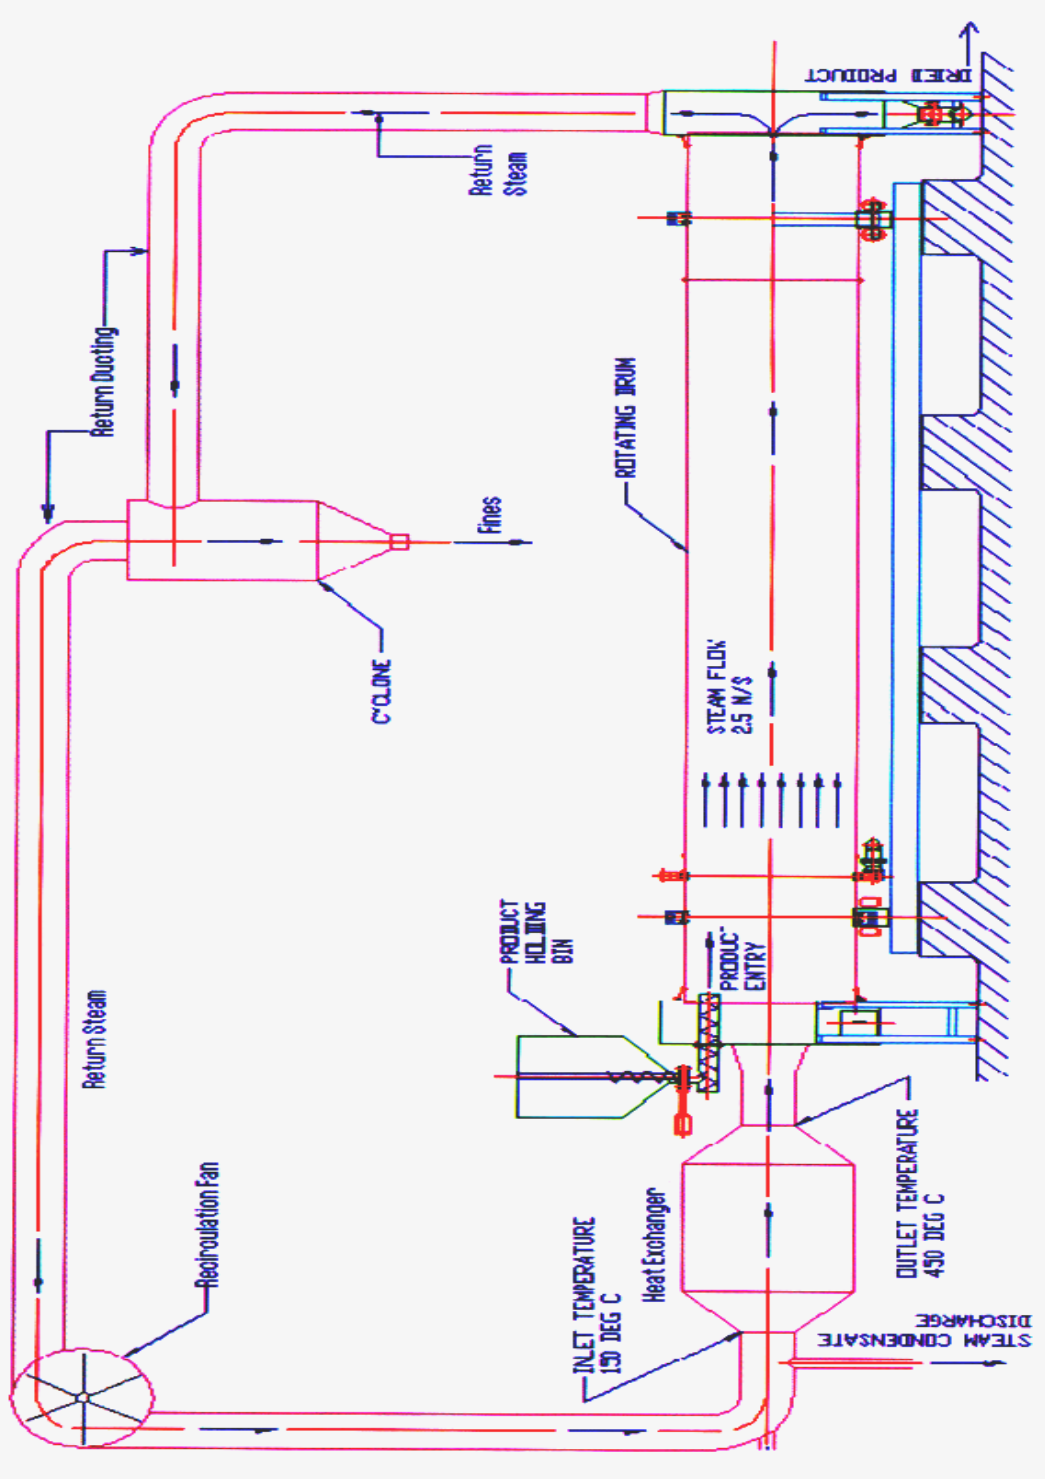 DRIED PRODUCT
Return
Steam
Return Ducting
Fines
CYCLONE
ROTATING DRUM
STEAM FLOW
2.5 M/S
PRODUCT
HOLDING
BIN
PRODUCT
ENTRY
Return Steam
Recirculation Fan
Heat Exchanger
INLET TEMPERATURE
150 DEG C
OUTLET TEMPERATURE
450 DEG C
STEAM CONDENSATE
DISCHARGE